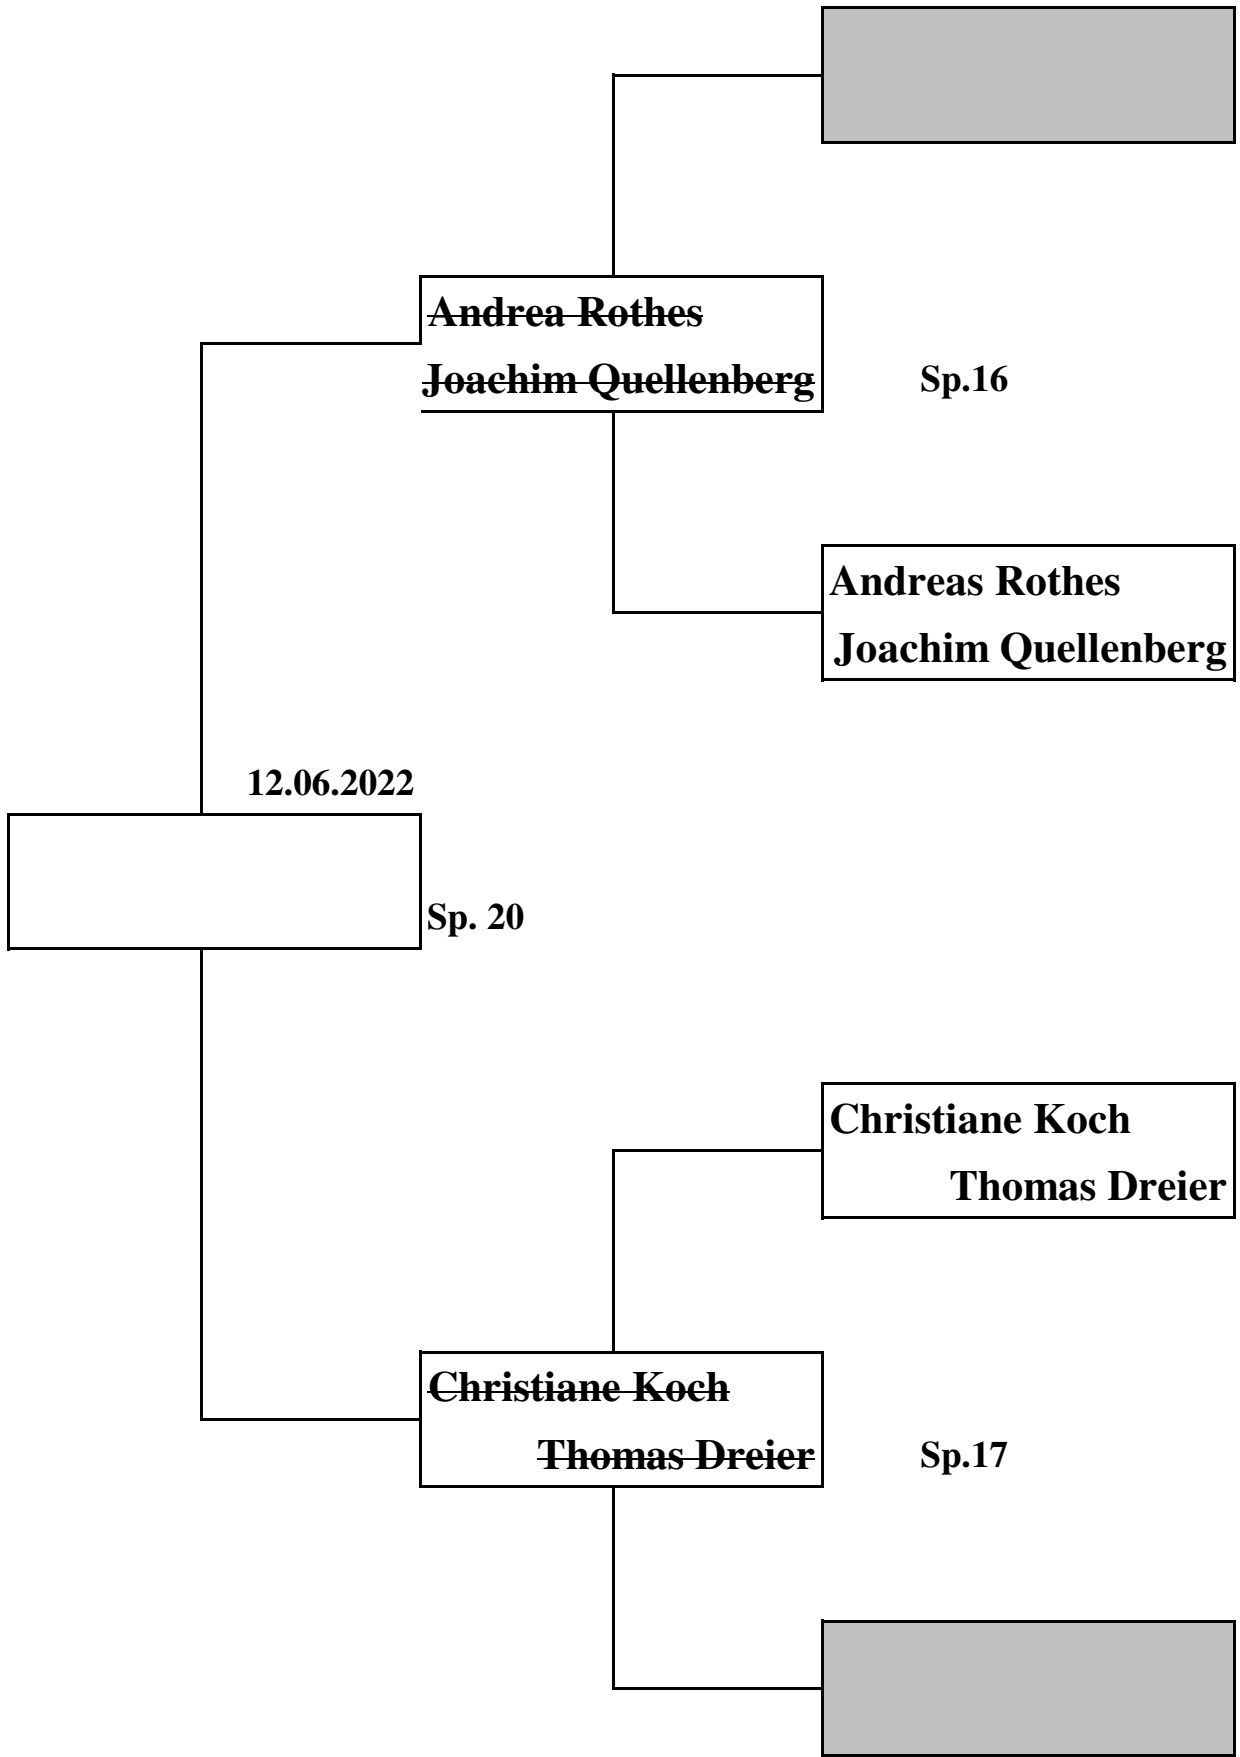 Andrea Rothes
Joachim Quellenberg
Sp.16
Andreas Rothes
Joachim Quellenberg
12.06.2022
Sp. 20
Christiane Koch
Thomas Dreier
Christiane Koch
Thomas Dreier
Sp.17